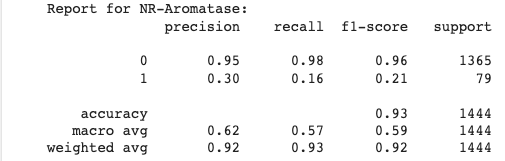 Report for NR-Aromatase:
precision recall f1-score support
0 0.95 0.98 0.96 1365
1 0.30 0.16 0.21 79
accuracy 0.93 1444
macro avg 0.62 0.57 0.59 1444
weighted avg 0.92 0.93 0.92 1444